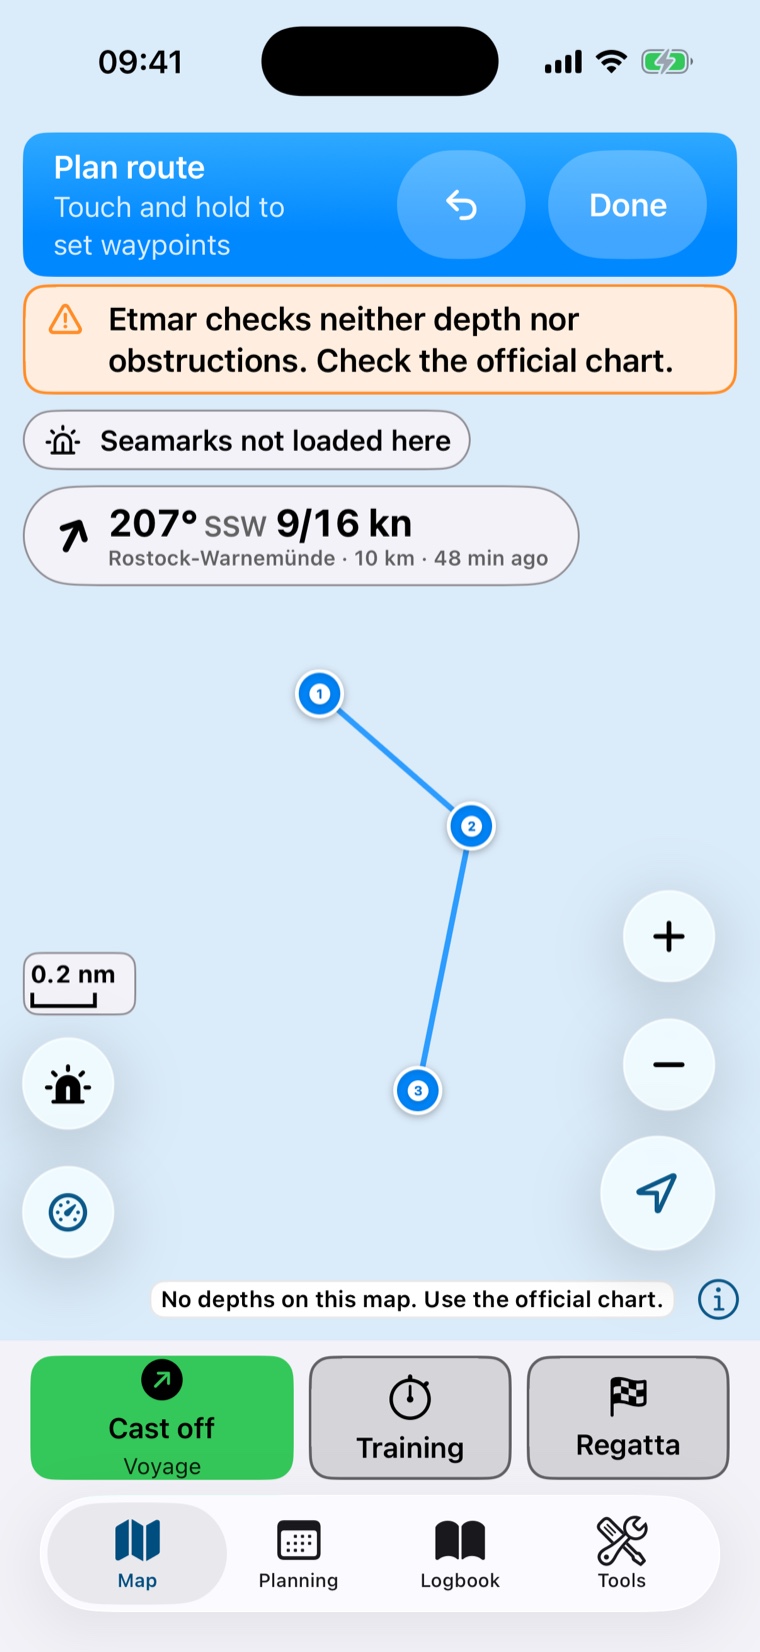 09:41
Plan route
Touch and hold to
set waypoints
Done
Etmar checks neither depth nor
obstructions. Check the official chart.
Seamarks not loaded here
207° SSW 9/16 kn
Rostock-Warnemünde · 10 km · 48 min ago
1
2
0.2 nm
3
No depths on this map. Use the official chart.
Cast off
Voyage
Training
Regatta
Map
Planning
Logbook
Tools